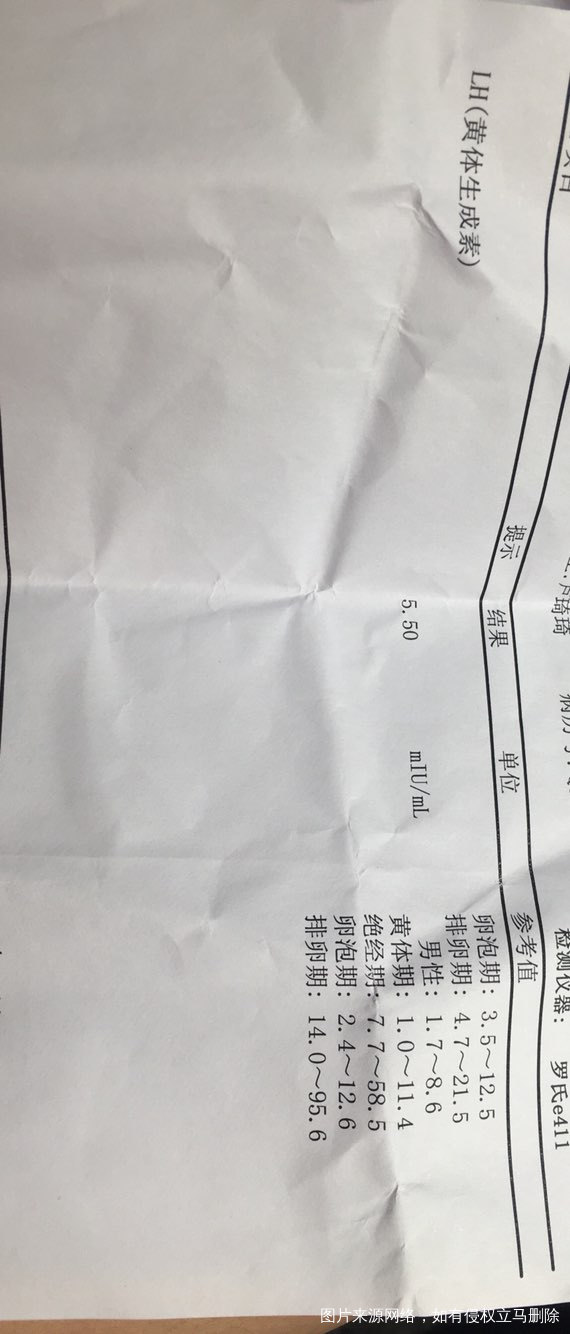 检测仪器： 罗氏e411
提示 结果 单位 参考值
LH(黄体生成素) 5.50 mIU/mL
卵泡期: 3.5～12.5
排卵期: 4.7～21.5
男性: 1.7～8.6
黄体期: 1.0～11.4
绝经期: 7.7～58.5
卵泡期: 2.4～12.6
排卵期: 14.0～95.6
图片来源网络，如有侵权立马删除